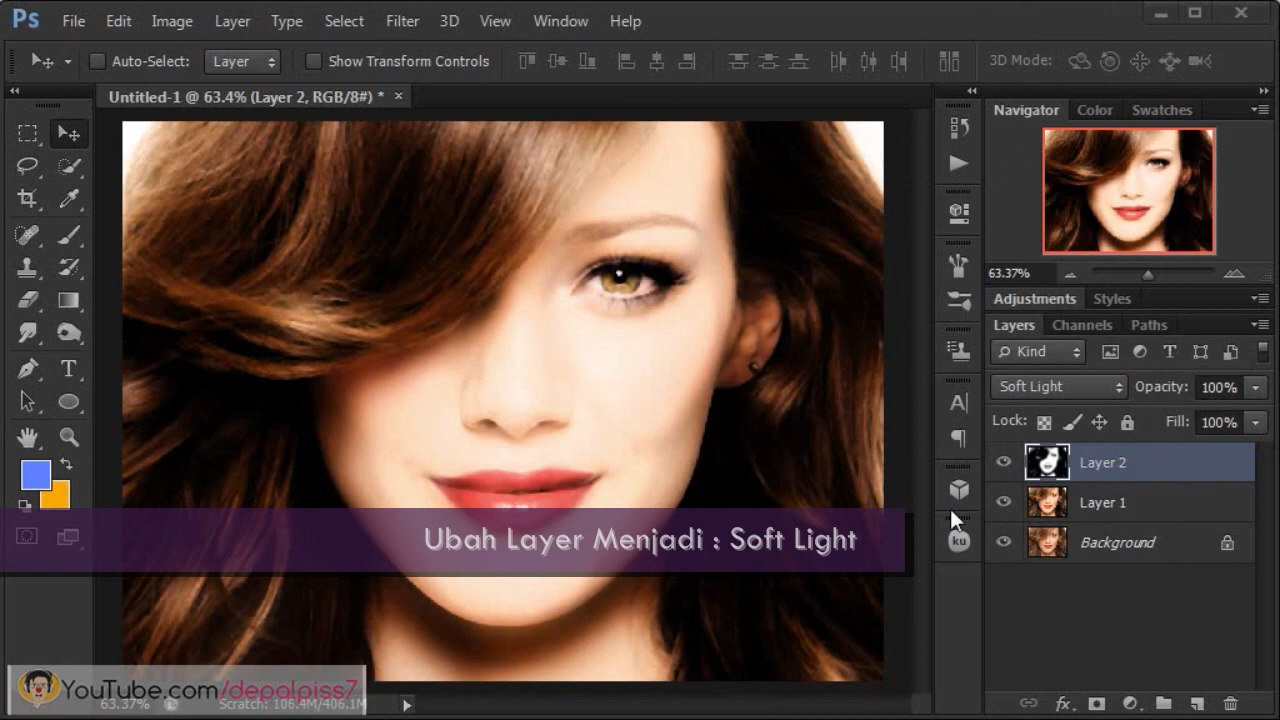 Ps File Edit Image Layer Type Select Filter 3D View Window Help
Auto-Select: Layer Show Transform Controls 3D Mode:
Untitled-1 @ 63.4% (Layer 2, RGB/8#) * ×
Navigator Color Swatches
63.37%
Adjustments Styles
Layers Channels Paths
Kind
Soft Light Opacity: 100%
Lock: Fill: 100%
Layer 2
Layer 1
Background
ku
Ubah Layer Menjadi : Soft Light
YouTube.com/depalpiss7
63.37% Scratch: 106.4M/406.1M